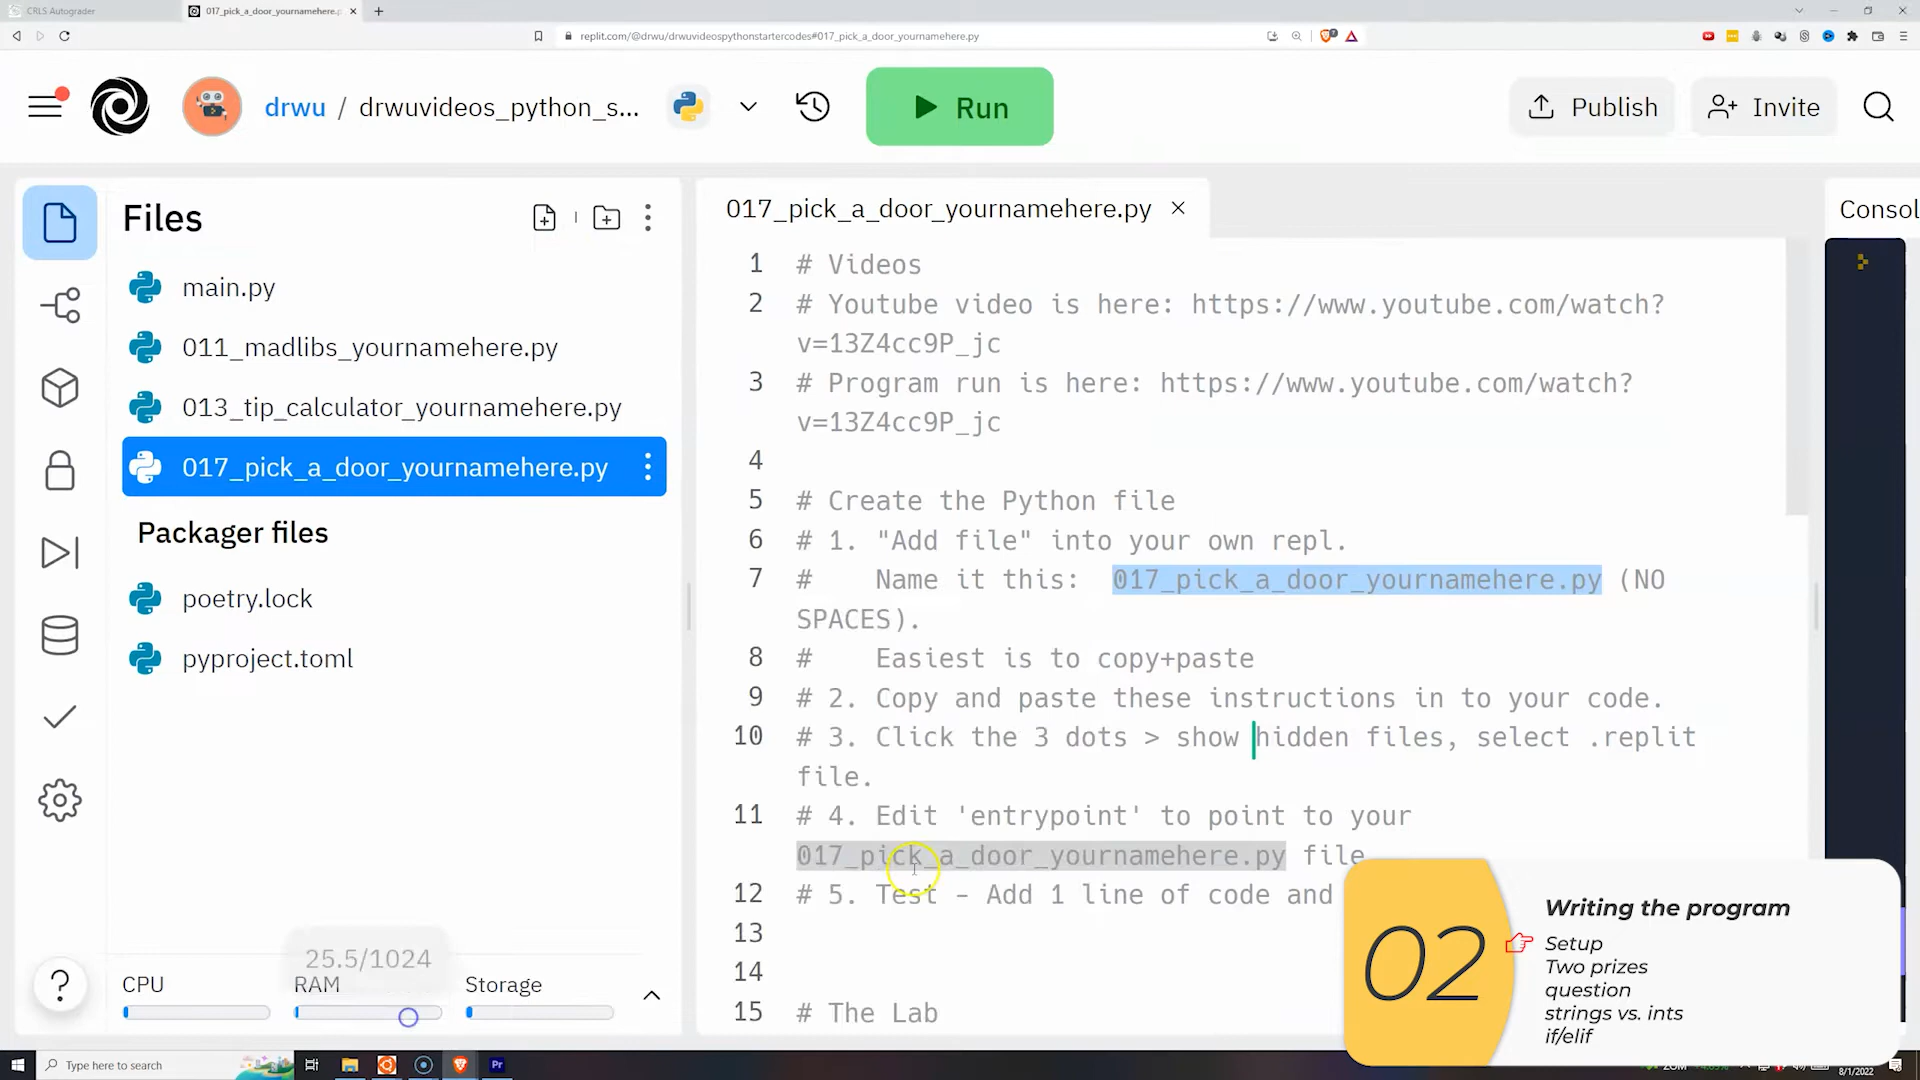 CRLS Autograder
017_pick_a_door_yournamehere.p
replit.com/@drwu/drwuvideospythonstartercodes#017_pick_a_door_yournamehere.py
drwu / drwuvideos_python_s...
Run
Publish
Invite
Files
main.py
011_madlibs_yournamehere.py
013_tip_calculator_yournamehere.py
017_pick_a_door_yournamehere.py
Packager files
poetry.lock
pyproject.toml
25.5/1024
CPU
RAM
Storage
017_pick_a_door_yournamehere.py
Consol
1 # Videos
2 # Youtube video is here: https://www.youtube.com/watch?
v=13Z4cc9P_jc
3 # Program run is here: https://www.youtube.com/watch?
v=13Z4cc9P_jc
4
5 # Create the Python file
6 # 1. "Add file" into your own repl.
7 # Name it this: 017_pick_a_door_yournamehere.py (NO
SPACES).
8 # Easiest is to copy+paste
9 # 2. Copy and paste these instructions in to your code.
10 # 3. Click the 3 dots > show hidden files, select .replit
file.
11 # 4. Edit 'entrypoint' to point to your
017_pick_a_door_yournamehere.py file
12 # 5. Test - Add 1 line of code and
13
14
15 # The Lab
02
Writing the program
Setup
Two prizes
question
strings vs. ints
if/elif
Type here to search
8/1/2022